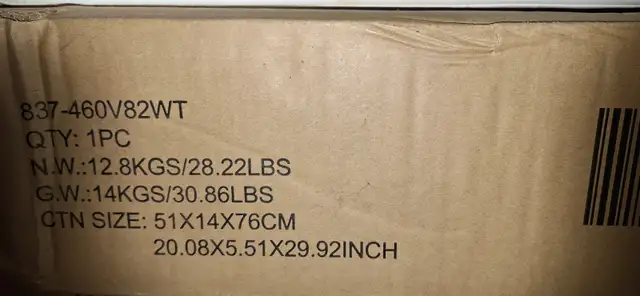 837-460V82WT
QTY: 1PC
N.W.:12.8KGS/28.22LBS
G.W.:14KGS/30.86LBS
CTN SIZE: 51X14X76CM
20.08X5.51X29.92INCH